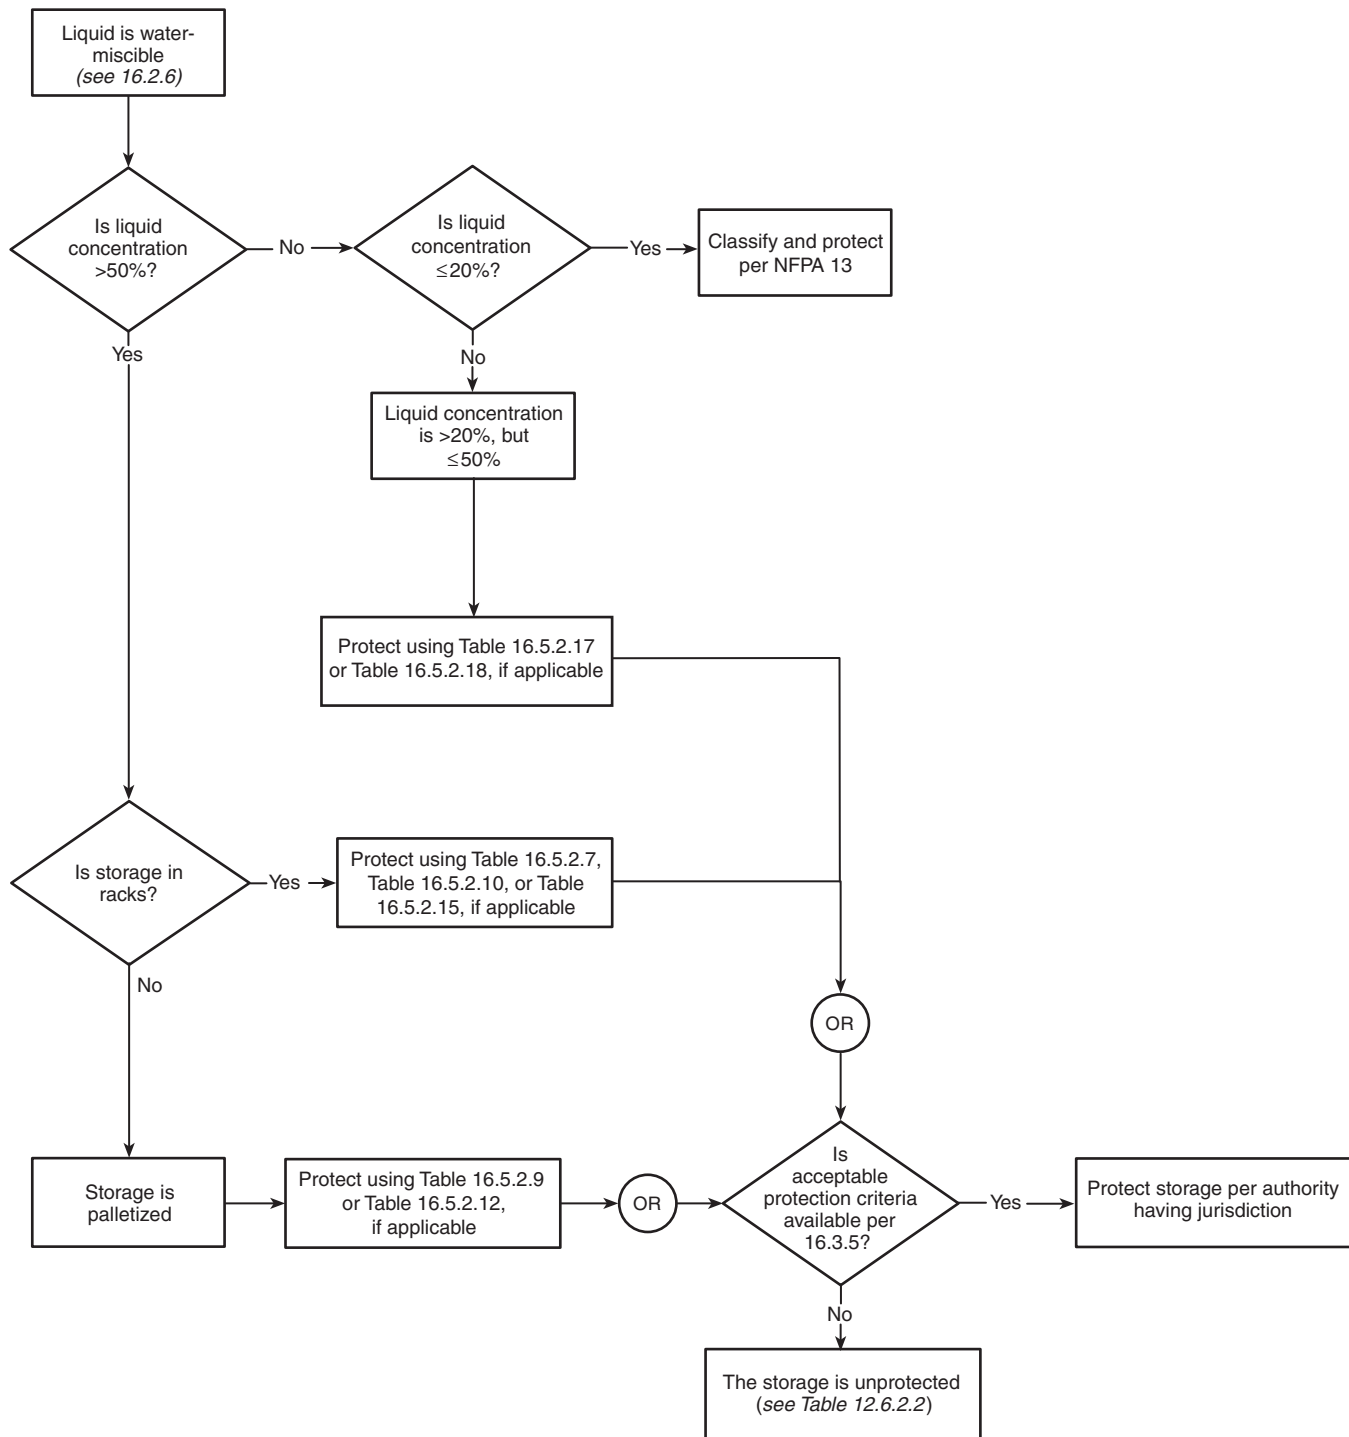 Liquid is water-
miscible
(see 16.2.6)
Is liquid
concentration
>50%?
No
Is liquid
concentration
≤20%?
Yes
Classify and protect
per NFPA 13
Yes
No
Liquid concentration
is >20%, but
≤50%
Protect using Table 16.5.2.17
or Table 16.5.2.18, if applicable
Is storage in
racks?
Yes
Protect using Table 16.5.2.7,
Table 16.5.2.10, or Table
16.5.2.15, if applicable
No
OR
Storage is
palletized
Protect using Table 16.5.2.9
or Table 16.5.2.12,
if applicable
OR
Is
acceptable
protection criteria
available per
16.3.5?
Yes
Protect storage per authority
having jurisdiction
No
The storage is unprotected
(see Table 12.6.2.2)